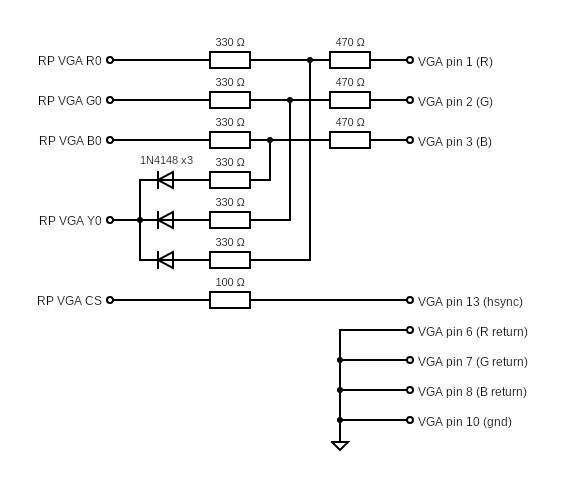 330 Ω 470 Ω
RP VGA R0 VGA pin 1 (R)
330 Ω 470 Ω
RP VGA G0 VGA pin 2 (G)
330 Ω 470 Ω
RP VGA B0 VGA pin 3 (B)
1N4148 x3 330 Ω
330 Ω
RP VGA Y0
330 Ω
100 Ω
RP VGA CS VGA pin 13 (hsync)
VGA pin 6 (R return)
VGA pin 7 (G return)
VGA pin 8 (B return)
VGA pin 10 (gnd)